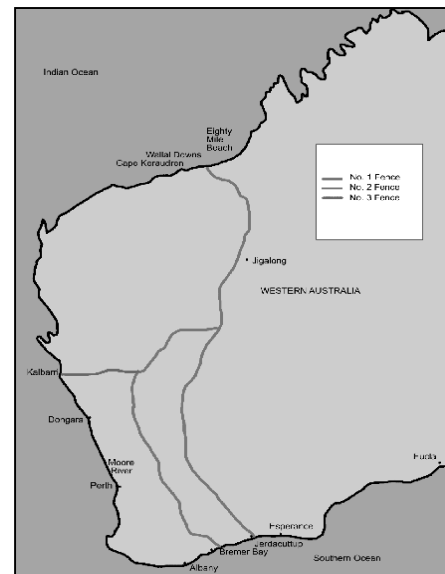 Indian Ocean
Eighty
Mile
Beach
Wallal Downs
Cape Keraudren
No. 1 Fence
No. 2 Fence
No. 3 Fence
Jigalong
WESTERN AUSTRALIA
Kalbarri
Dongara
Moore
River
Perth
Eucla
Esperance
Jerdacuttup
Bremer Bay
Albany
Southern Ocean